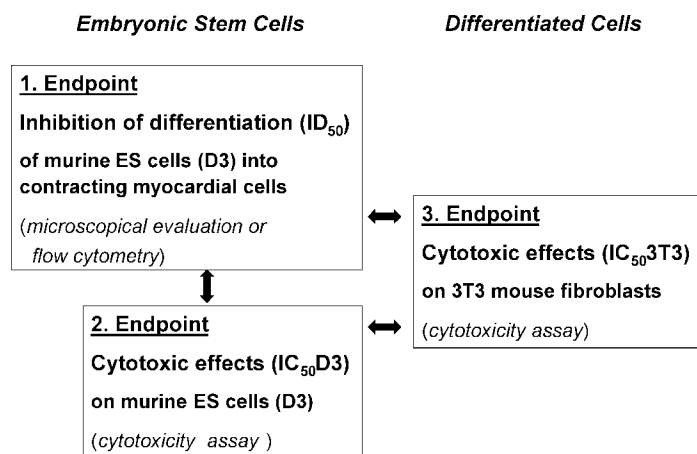 Embryonic Stem Cells
Differentiated Cells
1. Endpoint
Inhibition of differentiation (ID50)
of murine ES cells (D3) into
contracting myocardial cells
(microscopical evaluation or
flow cytometry)
2. Endpoint
Cytotoxic effects (IC50D3)
on murine ES cells (D3)
(cytotoxicity assay )
3. Endpoint
Cytotoxic effects (IC503T3)
on 3T3 mouse fibroblasts
(cytotoxicity assay)